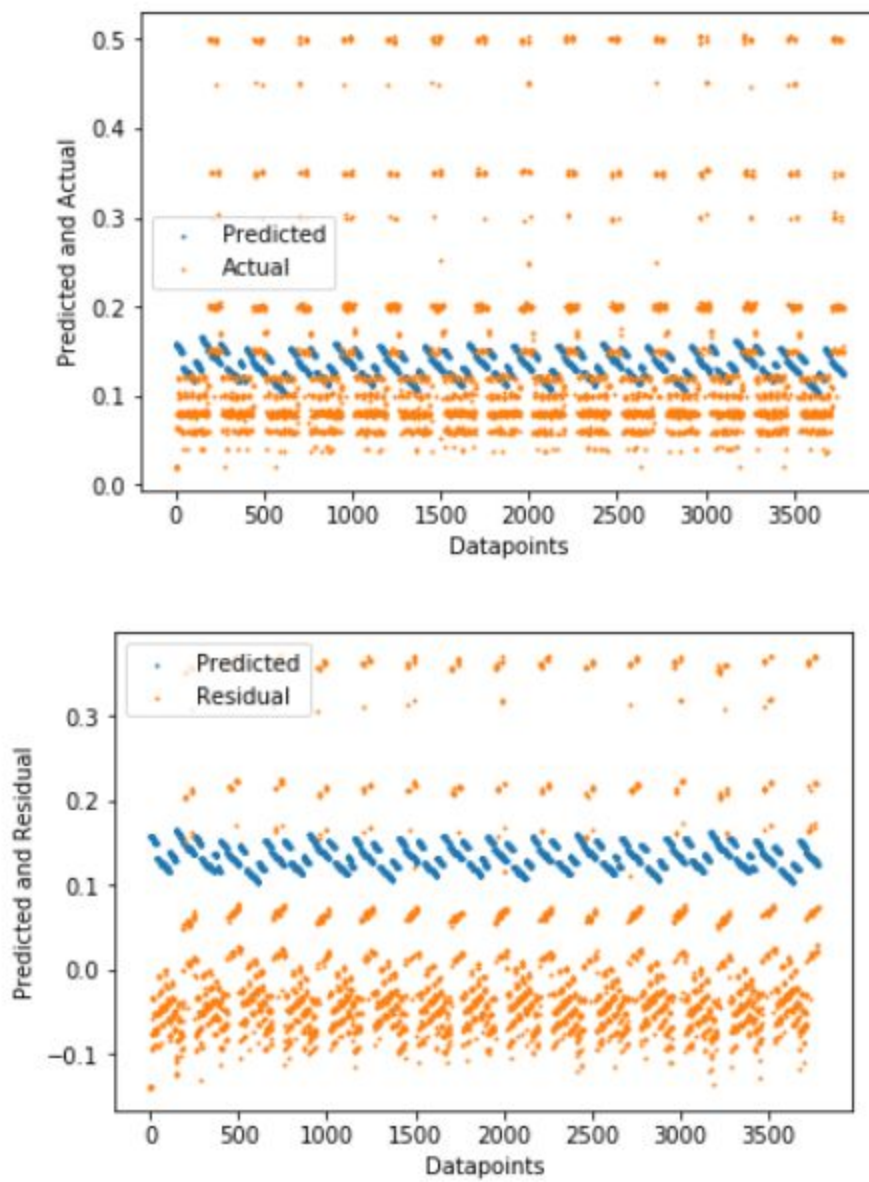 0.5
0.4
0.3
0.2
0.1
0.0
Predicted and Actual
Predicted
Actual
0 500 1000 1500 2000 2500 3000 3500
Datapoints
0.3
0.2
0.1
0.0
−0.1
Predicted and Residual
Predicted
Residual
0 500 1000 1500 2000 2500 3000 3500
Datapoints